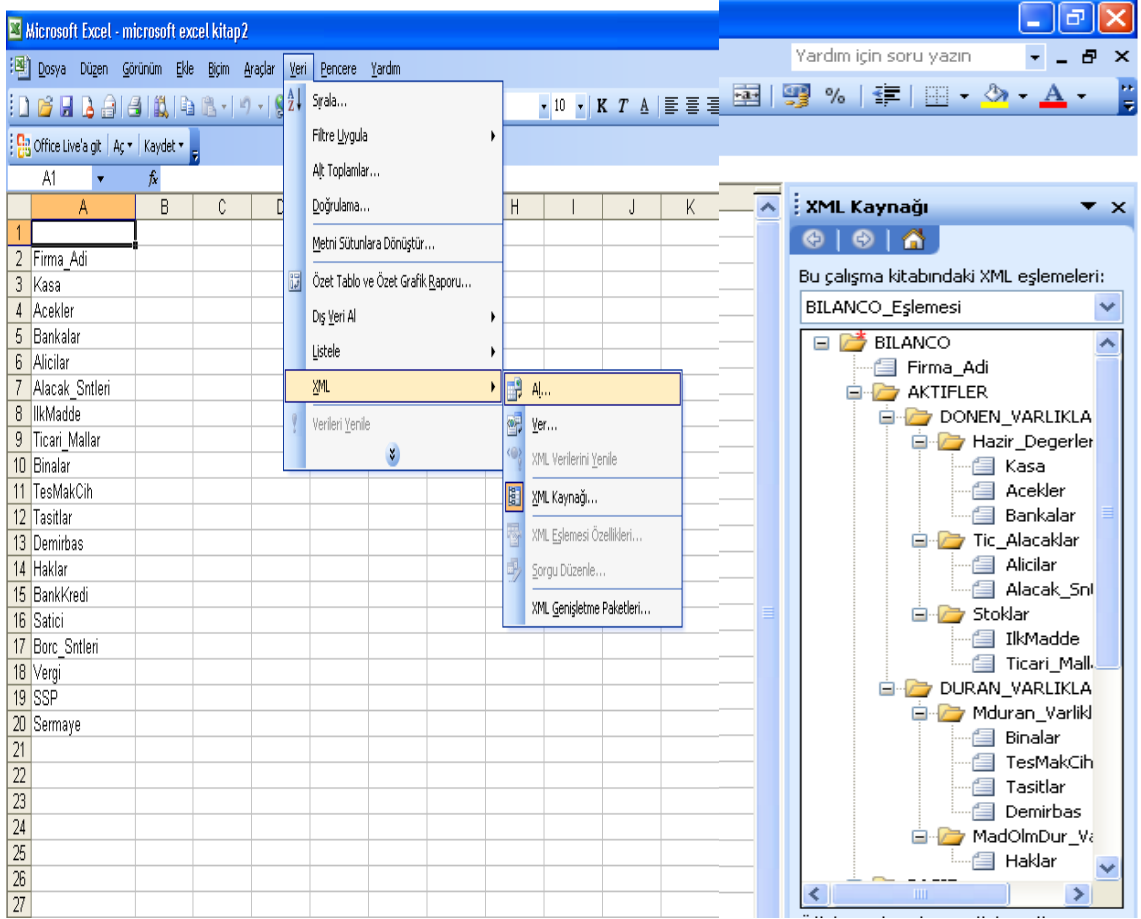 Microsoft Excel - microsoft excel kitap2
Dosya Düzen Görünüm Ekle Biçim Araçlar Veri Pencere Yardım
Yardım için soru yazın
10 K T A
%
Office Live'a git Aç Kaydet
A1 fx
A B C D H I J K
1
2 Firma_Adi
3 Kasa
4 Acekler
5 Bankalar
6 Alicilar
7 Alacak_Sntleri
8 IlkMadde
9 Ticari_Mallar
10 Binalar
11 TesMakCih
12 Tasitlar
13 Demirbas
14 Haklar
15 BankKredi
16 Satici
17 Borc_Sntleri
18 Vergi
19 SSP
20 Sermaye
21
22
23
24
25
26
27
Sırala...
Filtre Uygula
Alt Toplamlar...
Doğrulama...
Metni Sütunlara Dönüştür...
Özet Tablo ve Özet Grafik Raporu...
Dış Veri Al
Listele
XML
Verileri Yenile
Al...
Ver...
XML Verilerini Yenile
XML Kaynağı...
XML Eşlemesi Özellikleri...
Sorgu Düzenle...
XML Genişletme Paketleri...
XML Kaynağı
Bu çalışma kitabındaki XML eşlemeleri:
BILANCO_Eşlemesi
BILANCO
Firma_Adi
AKTIFLER
DONEN_VARLIKLA
Hazir_Degerler
Kasa
Acekler
Bankalar
Tic_Alacaklar
Alicilar
Alacak_Snt
Stoklar
IlkMadde
Ticari_Mall
DURAN_VARLIKLA
Mduran_Varlikl
Binalar
TesMakCih
Tasitlar
Demirbas
MadOlmDur_Va
Haklar